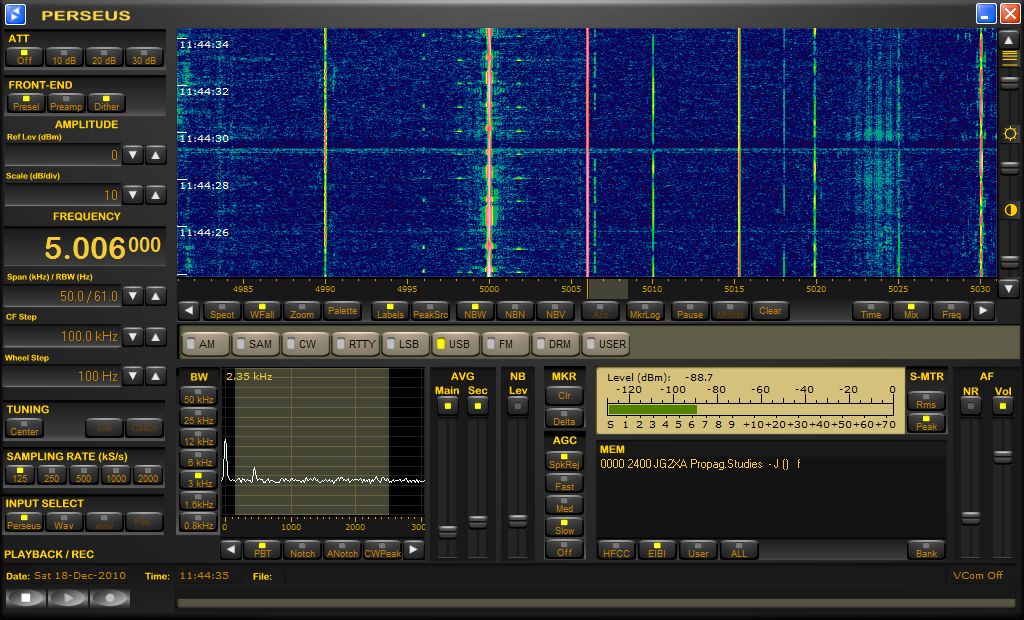 PERSEUS
ATT
Off 10 dB 20 dB 30 dB
FRONT-END
Presel Preamp Dither
AMPLITUDE
Ref Lev (dBm)
0
Scale (dB/div)
10
FREQUENCY
5.006000
Span (kHz) / RBW (Hz)
50.0 / 61.0
CF Step
100.0 kHz
Wheel Step
100 Hz
TUNING
Center Cal CalClr
SAMPLING RATE (kS/s)
125 250 500 1000 2000
INPUT SELECT
Perseus Wav www File
PLAYBACK / REC
11:44:34
11:44:32
11:44:30
11:44:28
11:44:26
4985 4990 4995 5000 5005 5010 5015 5020 5025 5030
Spect WFall Zoom Palette Labels PeakSrc NBW NBN NBV Afo MkrLog Pause MHold Clear Time Mix Freq
AM SAM CW RTTY LSB USB FM DRM USER
BW
50 kHz
25 kHz
12 kHz
6 kHz
3 kHz
1.6kHz
0.8kHz
2.35 kHz
0 1000 2000 300
PBT Notch ANotch CWPeak
AVG
Main Sec
NB
Lev
MKR
Clr
Delta
AGC
SpkRej
Fast
Med
Slow
Off
Level (dBm): -88.7
-120 -100 -80 -60 -40 -20 0
S 1 2 3 4 5 6 7 8 9 +10+20+30+40+50+60+70
S-MTR
Rms
Peak
MEM
0000 2400 JG2XA Propag.Studies - J () f
HFCC EIBI User ALL Bank
AF
NR Vol
Date: Sat 18-Dec-2010 Time: 11:44:35 File: VCom Off